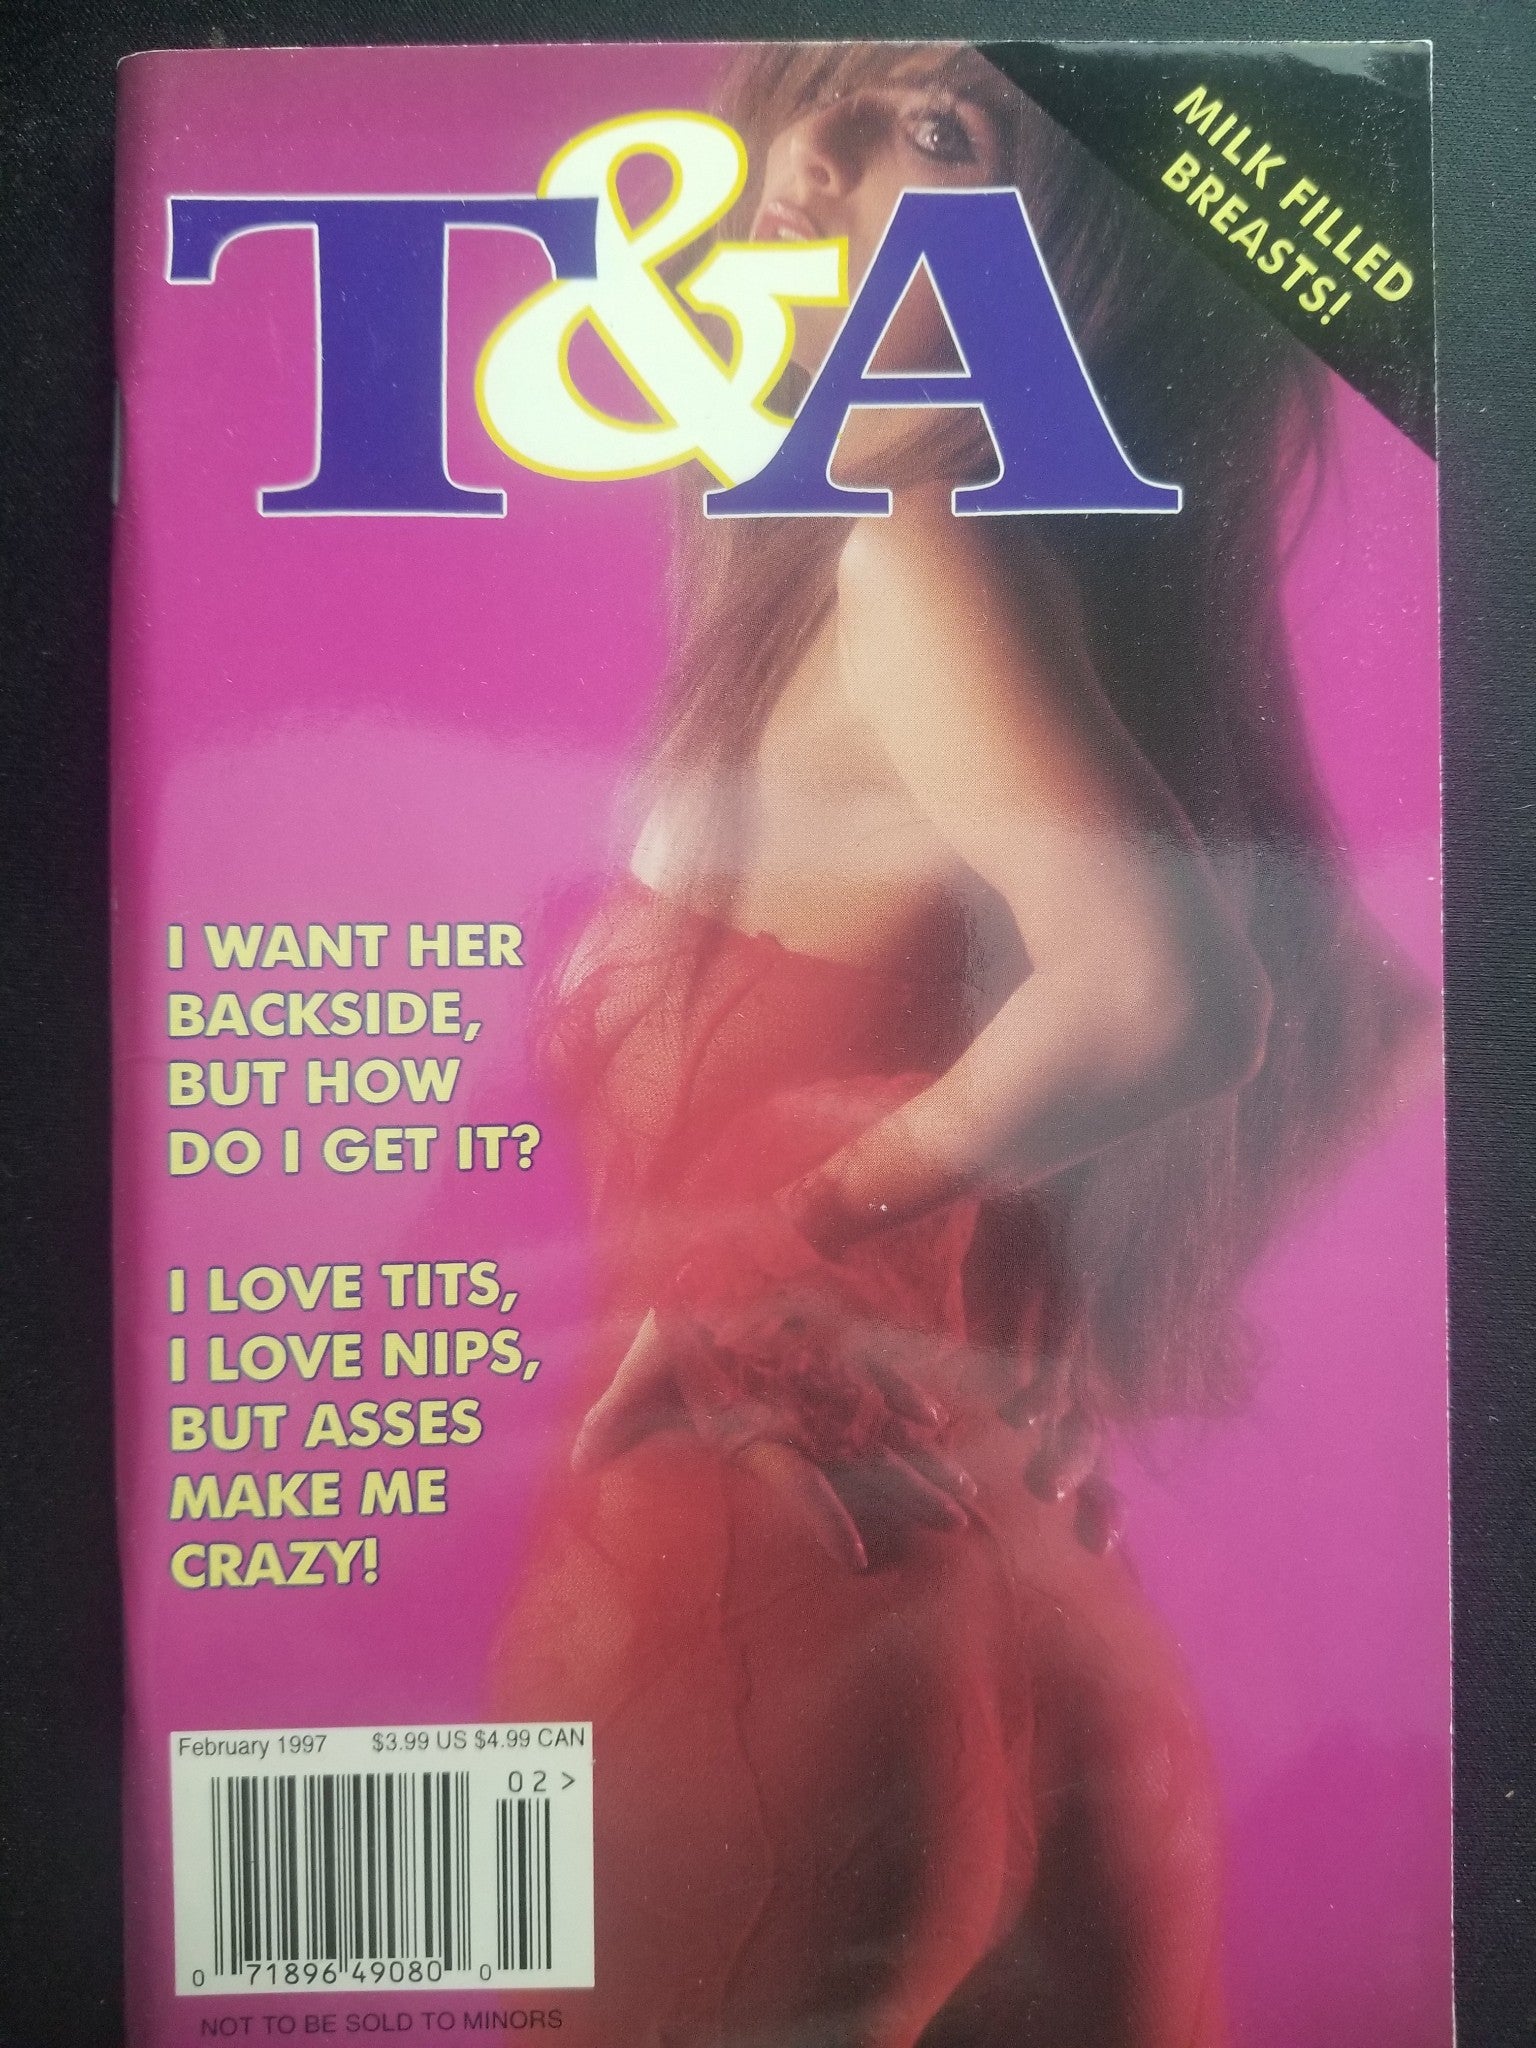 T&A
MILK FILLED
BREASTS!
I WANT HER
BACKSIDE,
BUT HOW
DO I GET IT?
I LOVE TITS,
I LOVE NIPS,
BUT ASSES
MAKE ME
CRAZY!
February 1997 $3.99 US $4.99 CAN
02 >
0 71896 49080 0
NOT TO BE SOLD TO MINORS